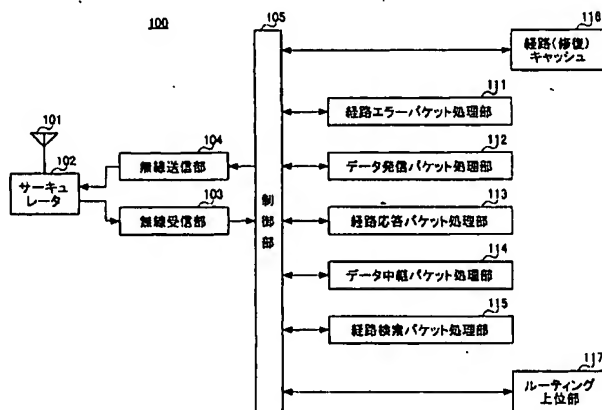 100
105
116
経路(修復)
キャッシュ
101
111
経路エラーパケット処理部
102
サーキュ
レータ
104
無線送信部
112
データ発信パケット処理部
103
無線受信部
制御部
113
経路応答パケット処理部
114
データ中継パケット処理部
115
経路検索パケット処理部
117
ルーティング
上位部